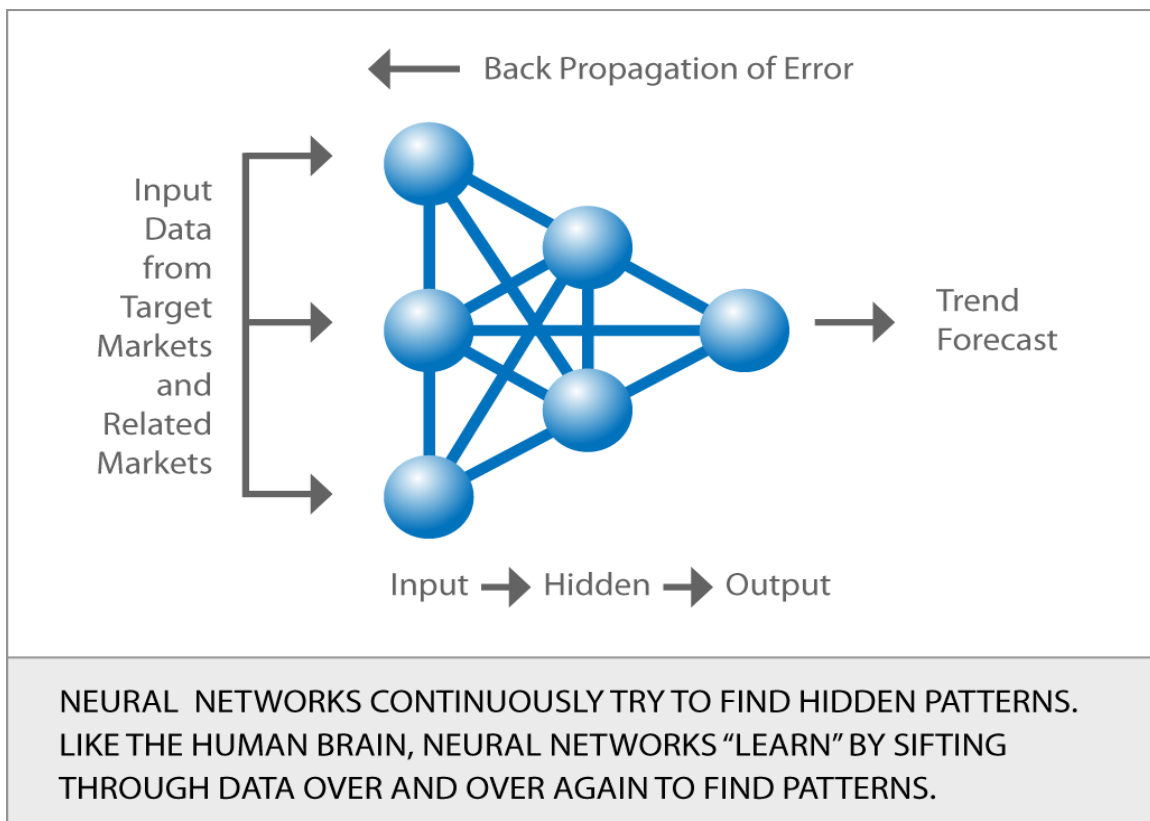 Back Propagation of Error
Input
Data
from
Target
Markets
and
Related
Markets
Trend
Forecast
Input
Hidden
Output
NEURAL NETWORKS CONTINUOUSLY TRY TO FIND HIDDEN PATTERNS.
LIKE THE HUMAN BRAIN, NEURAL NETWORKS “LEARN” BY SIFTING
THROUGH DATA OVER AND OVER AGAIN TO FIND PATTERNS.